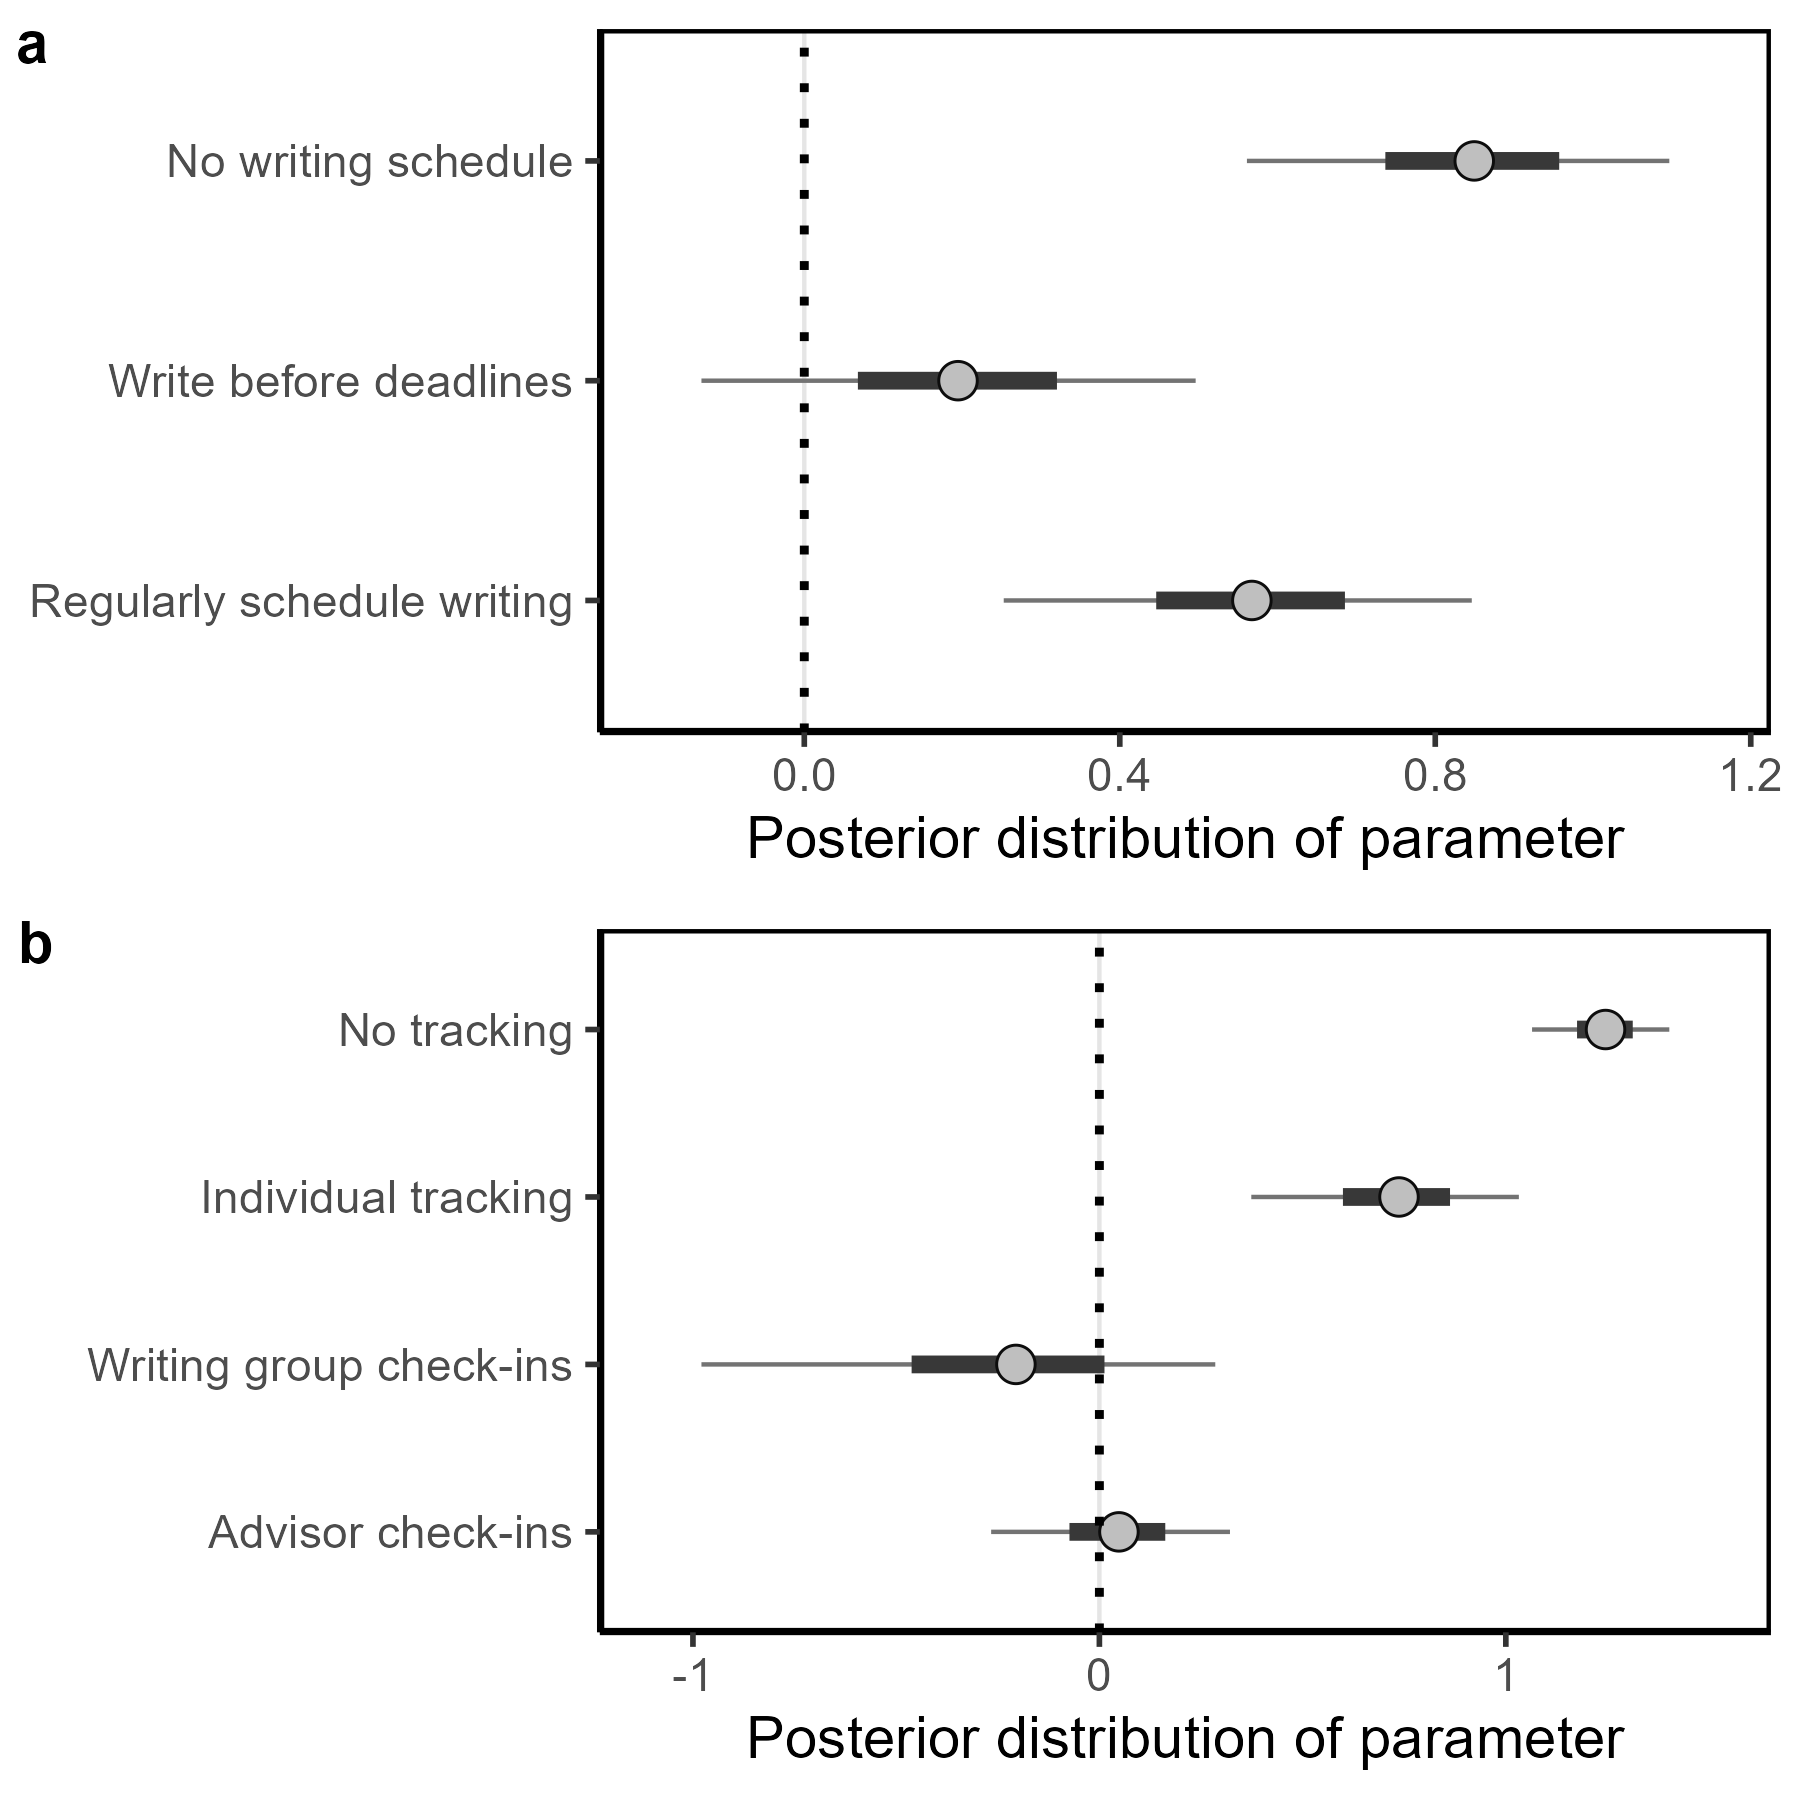 a
No writing schedule
Write before deadlines
Regularly schedule writing
0.0 0.4 0.8 1.2
Posterior distribution of parameter
b
No tracking
Individual tracking
Writing group check-ins
Advisor check-ins
-1 0 1
Posterior distribution of parameter